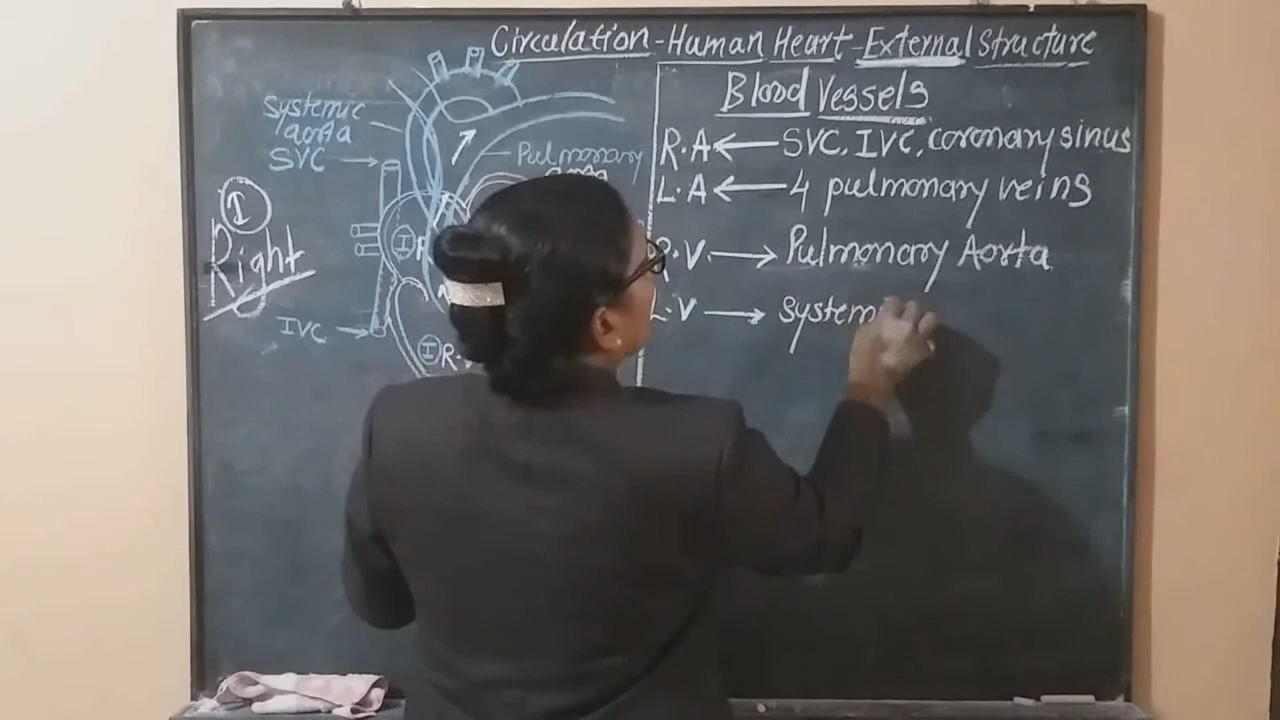 Circulation - Human Heart - External Structure
Systemic
aorta
SVC
Pulmonary
I
Right
I
IVC
I R.
Blood Vessels
R.A ← SVC, IVC, coronary sinus
L.A ← 4 pulmonary veins
R.V. → Pulmonary Aorta
L.V → System